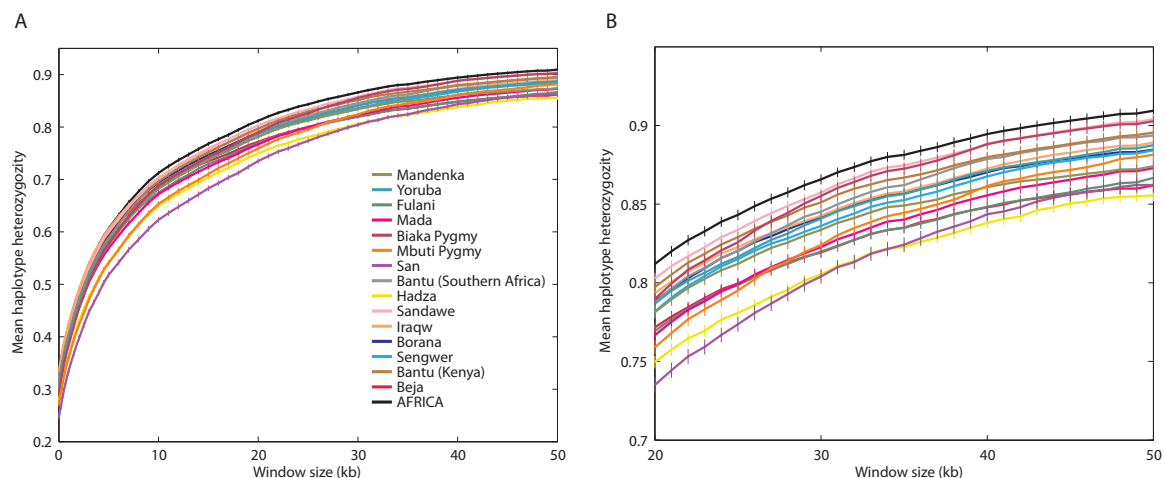 A
Mean haplotype heterozygozity
0.9
0.8
0.7
0.6
0.5
0.4
0.3
0.2
0
10
20
30
40
50
Window size (kb)
Mandenka
Yoruba
Fulani
Mada
Biaka Pygmy
Mbuti Pygmy
San
Bantu (Southern Africa)
Hadza
Sandawe
Iraqw
Borana
Sengwer
Bantu (Kenya)
Beja
AFRICA
B
Mean haplotype heterozygozity
0.9
0.85
0.8
0.75
0.7
20
30
40
50
Window size (kb)